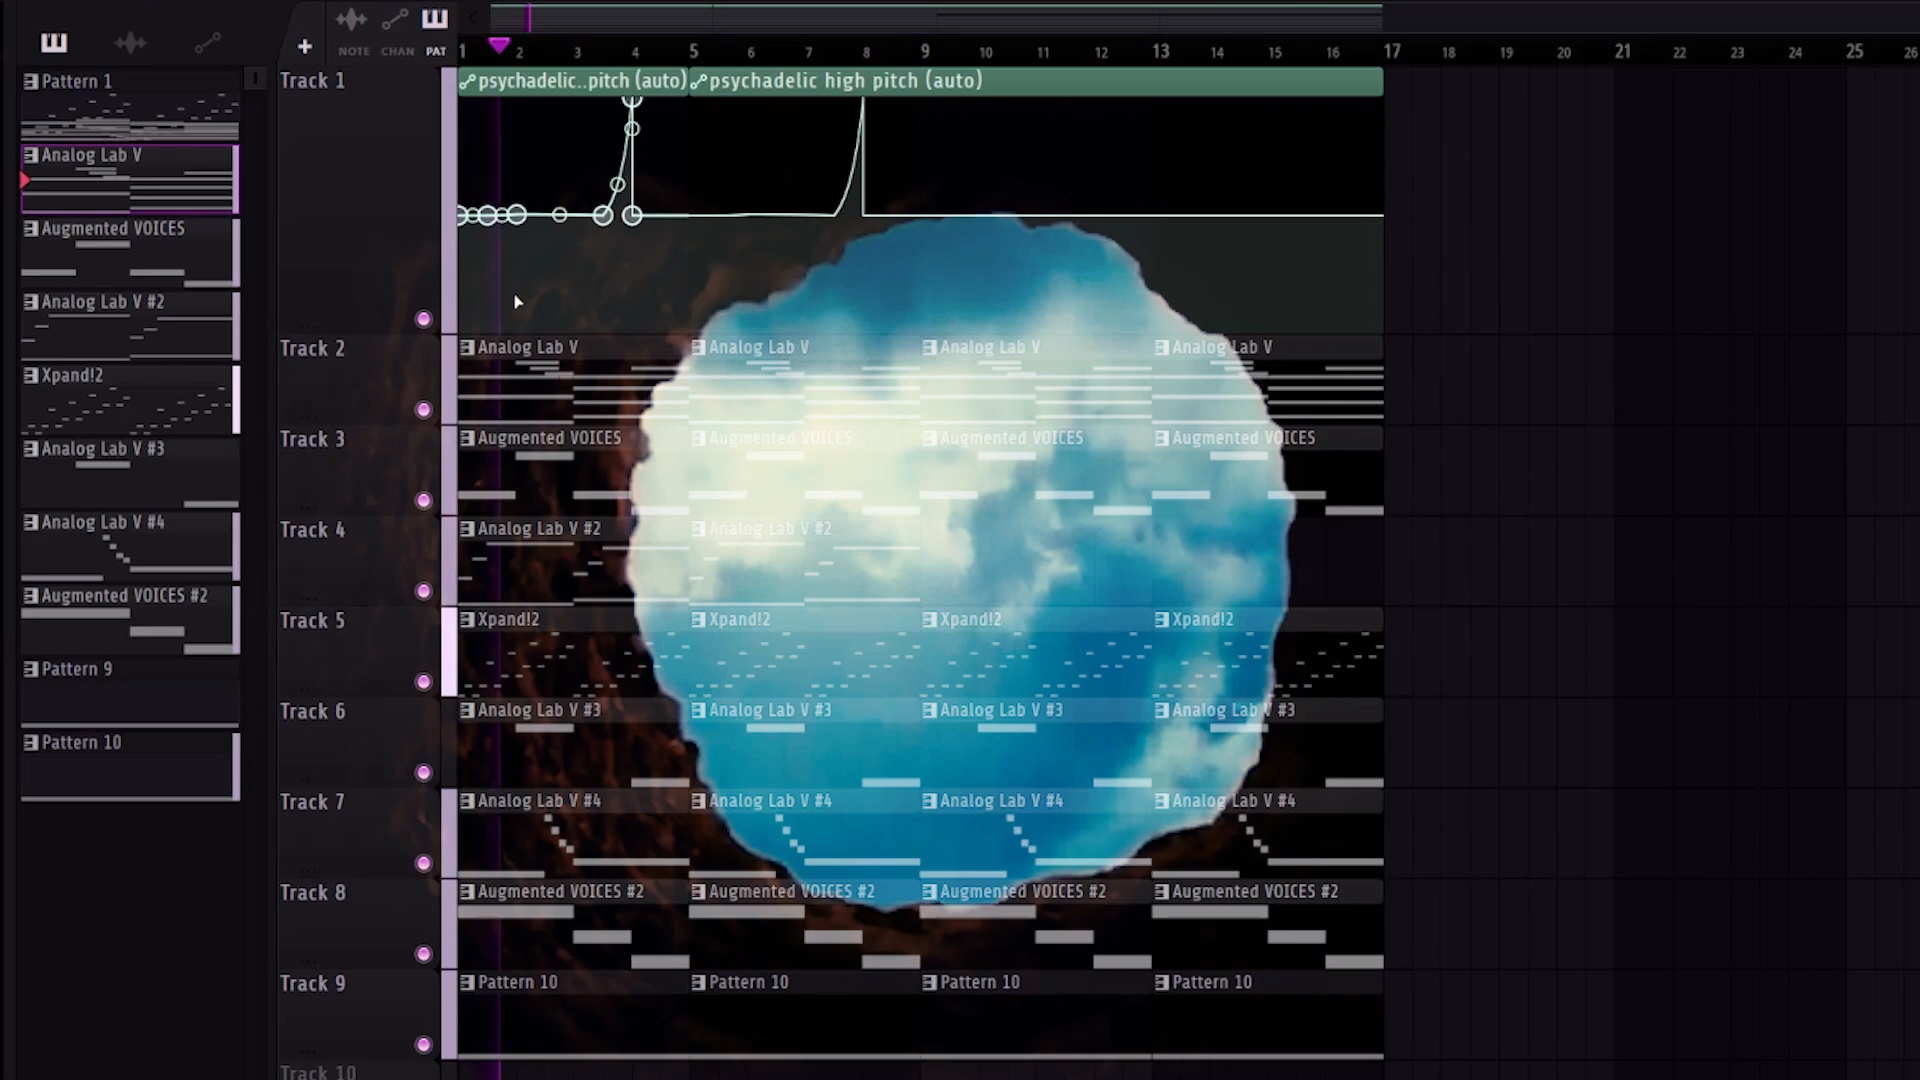 NOTE CHAN PAT
1 2 3 4 5 6 7 8 9 10 11 12 13 14 15 16 17 18 19 20 21 22 23 24 25 26
Pattern 1
Analog Lab V
Augmented VOICES
Analog Lab V #2
Xpand!2
Analog Lab V #3
Analog Lab V #4
Augmented VOICES #2
Pattern 9
Pattern 10
Track 1
psychadelic..pitch (auto) psychadelic high pitch (auto)
Track 2
Analog Lab V Analog Lab V Analog Lab V Analog Lab V
Track 3
Augmented VOICES Augmented VOICES Augmented VOICES Augmented VOICES
Track 4
Analog Lab V #2 Analog Lab V #2
Track 5
Xpand!2 Xpand!2 Xpand!2 Xpand!2
Track 6
Analog Lab V #3 Analog Lab V #3 Analog Lab V #3 Analog Lab V #3
Track 7
Analog Lab V #4 Analog Lab V #4 Analog Lab V #4 Analog Lab V #4
Track 8
Augmented VOICES #2 Augmented VOICES #2 Augmented VOICES #2 Augmented VOICES #2
Track 9
Pattern 10 Pattern 10 Pattern 10 Pattern 10
Track 10